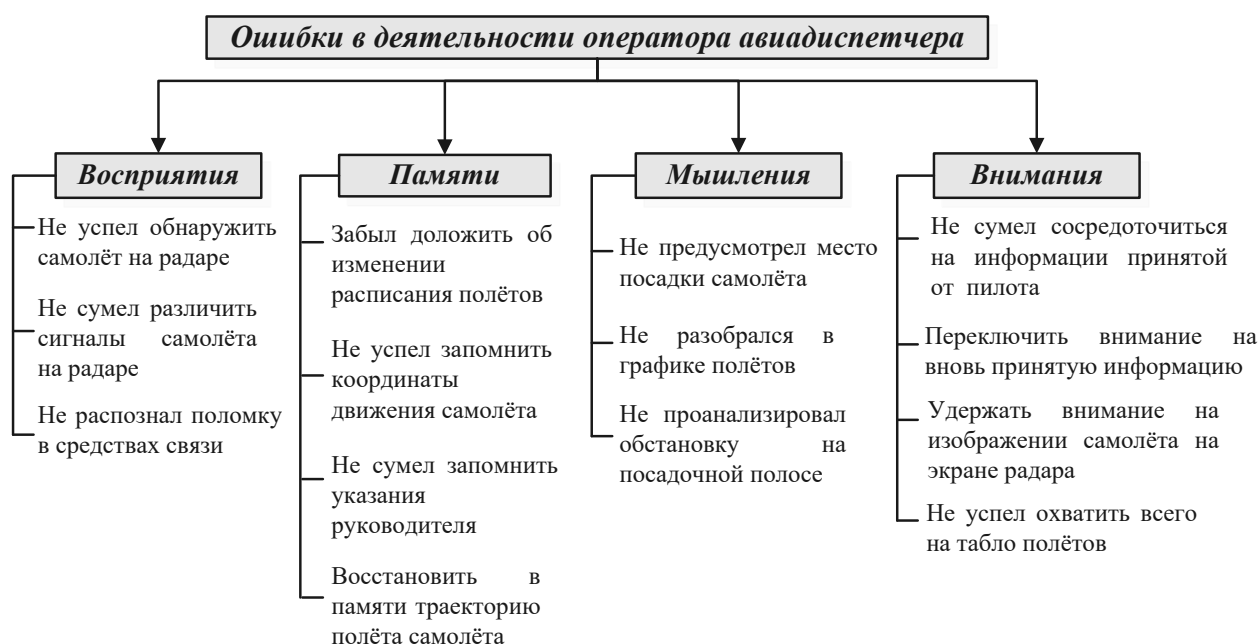 Ошибки в деятельности оператора авиадиспетчера
Восприятия
Не успел обнаружить
самолёт на радаре
Не сумел различить
сигналы самолёта
на радаре
Не распознал поломку
в средствах связи
Памяти
Забыл доложить об
изменении
расписания полётов
Не успел запомнить
координаты
движения самолёта
Не сумел запомнить
указания
руководителя
Восстановить в
памяти траекторию
полёта самолёта
Мышления
Не предусмотрел место
посадки самолёта
Не разобрался в
графике полётов
Не проанализировал
обстановку на
посадочной полосе
Внимания
Не сумел сосредоточиться
на информации принятой
от пилота
Переключить внимание на
вновь принятую информацию
Удержать внимание на
изображении самолёта на
экране радара
Не успел охватить всего
на табло полётов